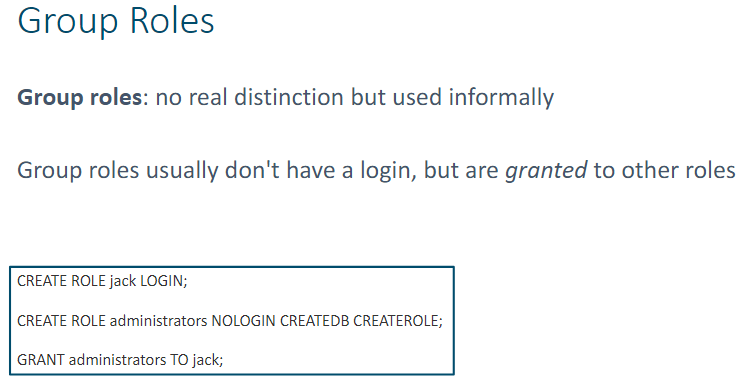 Group Roles
Group roles: no real distinction but used informally
Group roles usually don't have a login, but are granted to other roles
CREATE ROLE jack LOGIN;
CREATE ROLE administrators NOLOGIN CREATEDB CREATEROLE;
GRANT administrators TO jack;